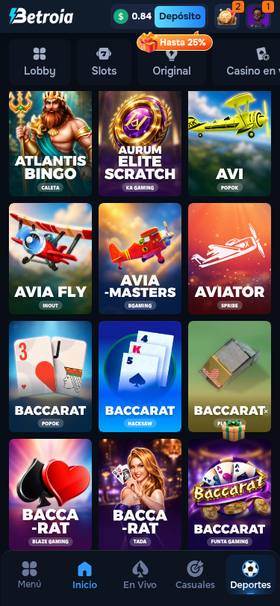 Betroia
$ 0.84 Depósito 2 1
Hasta 25%
Lobby Slots Original Casino en
ATLANTIS
BINGO
CALETA
AURUM
ELITE
SCRATCH
KA GAMING
AVI
POPOK
AVIA FLY
INOUT
AVIA
-MASTERS
BGAMING
AVIATOR
SPRIBE
3 J
BACCARAT
POPOK
4
K
BACCARAT
HACKSAW
BACCARAT
BACCA
-RAT
BLAZE GAMING
BACCA
-RAT
TADA
Baccarat
BACCARAT
FUNTA GAMING
Menú Inicio En Vivo Casuales Deportes